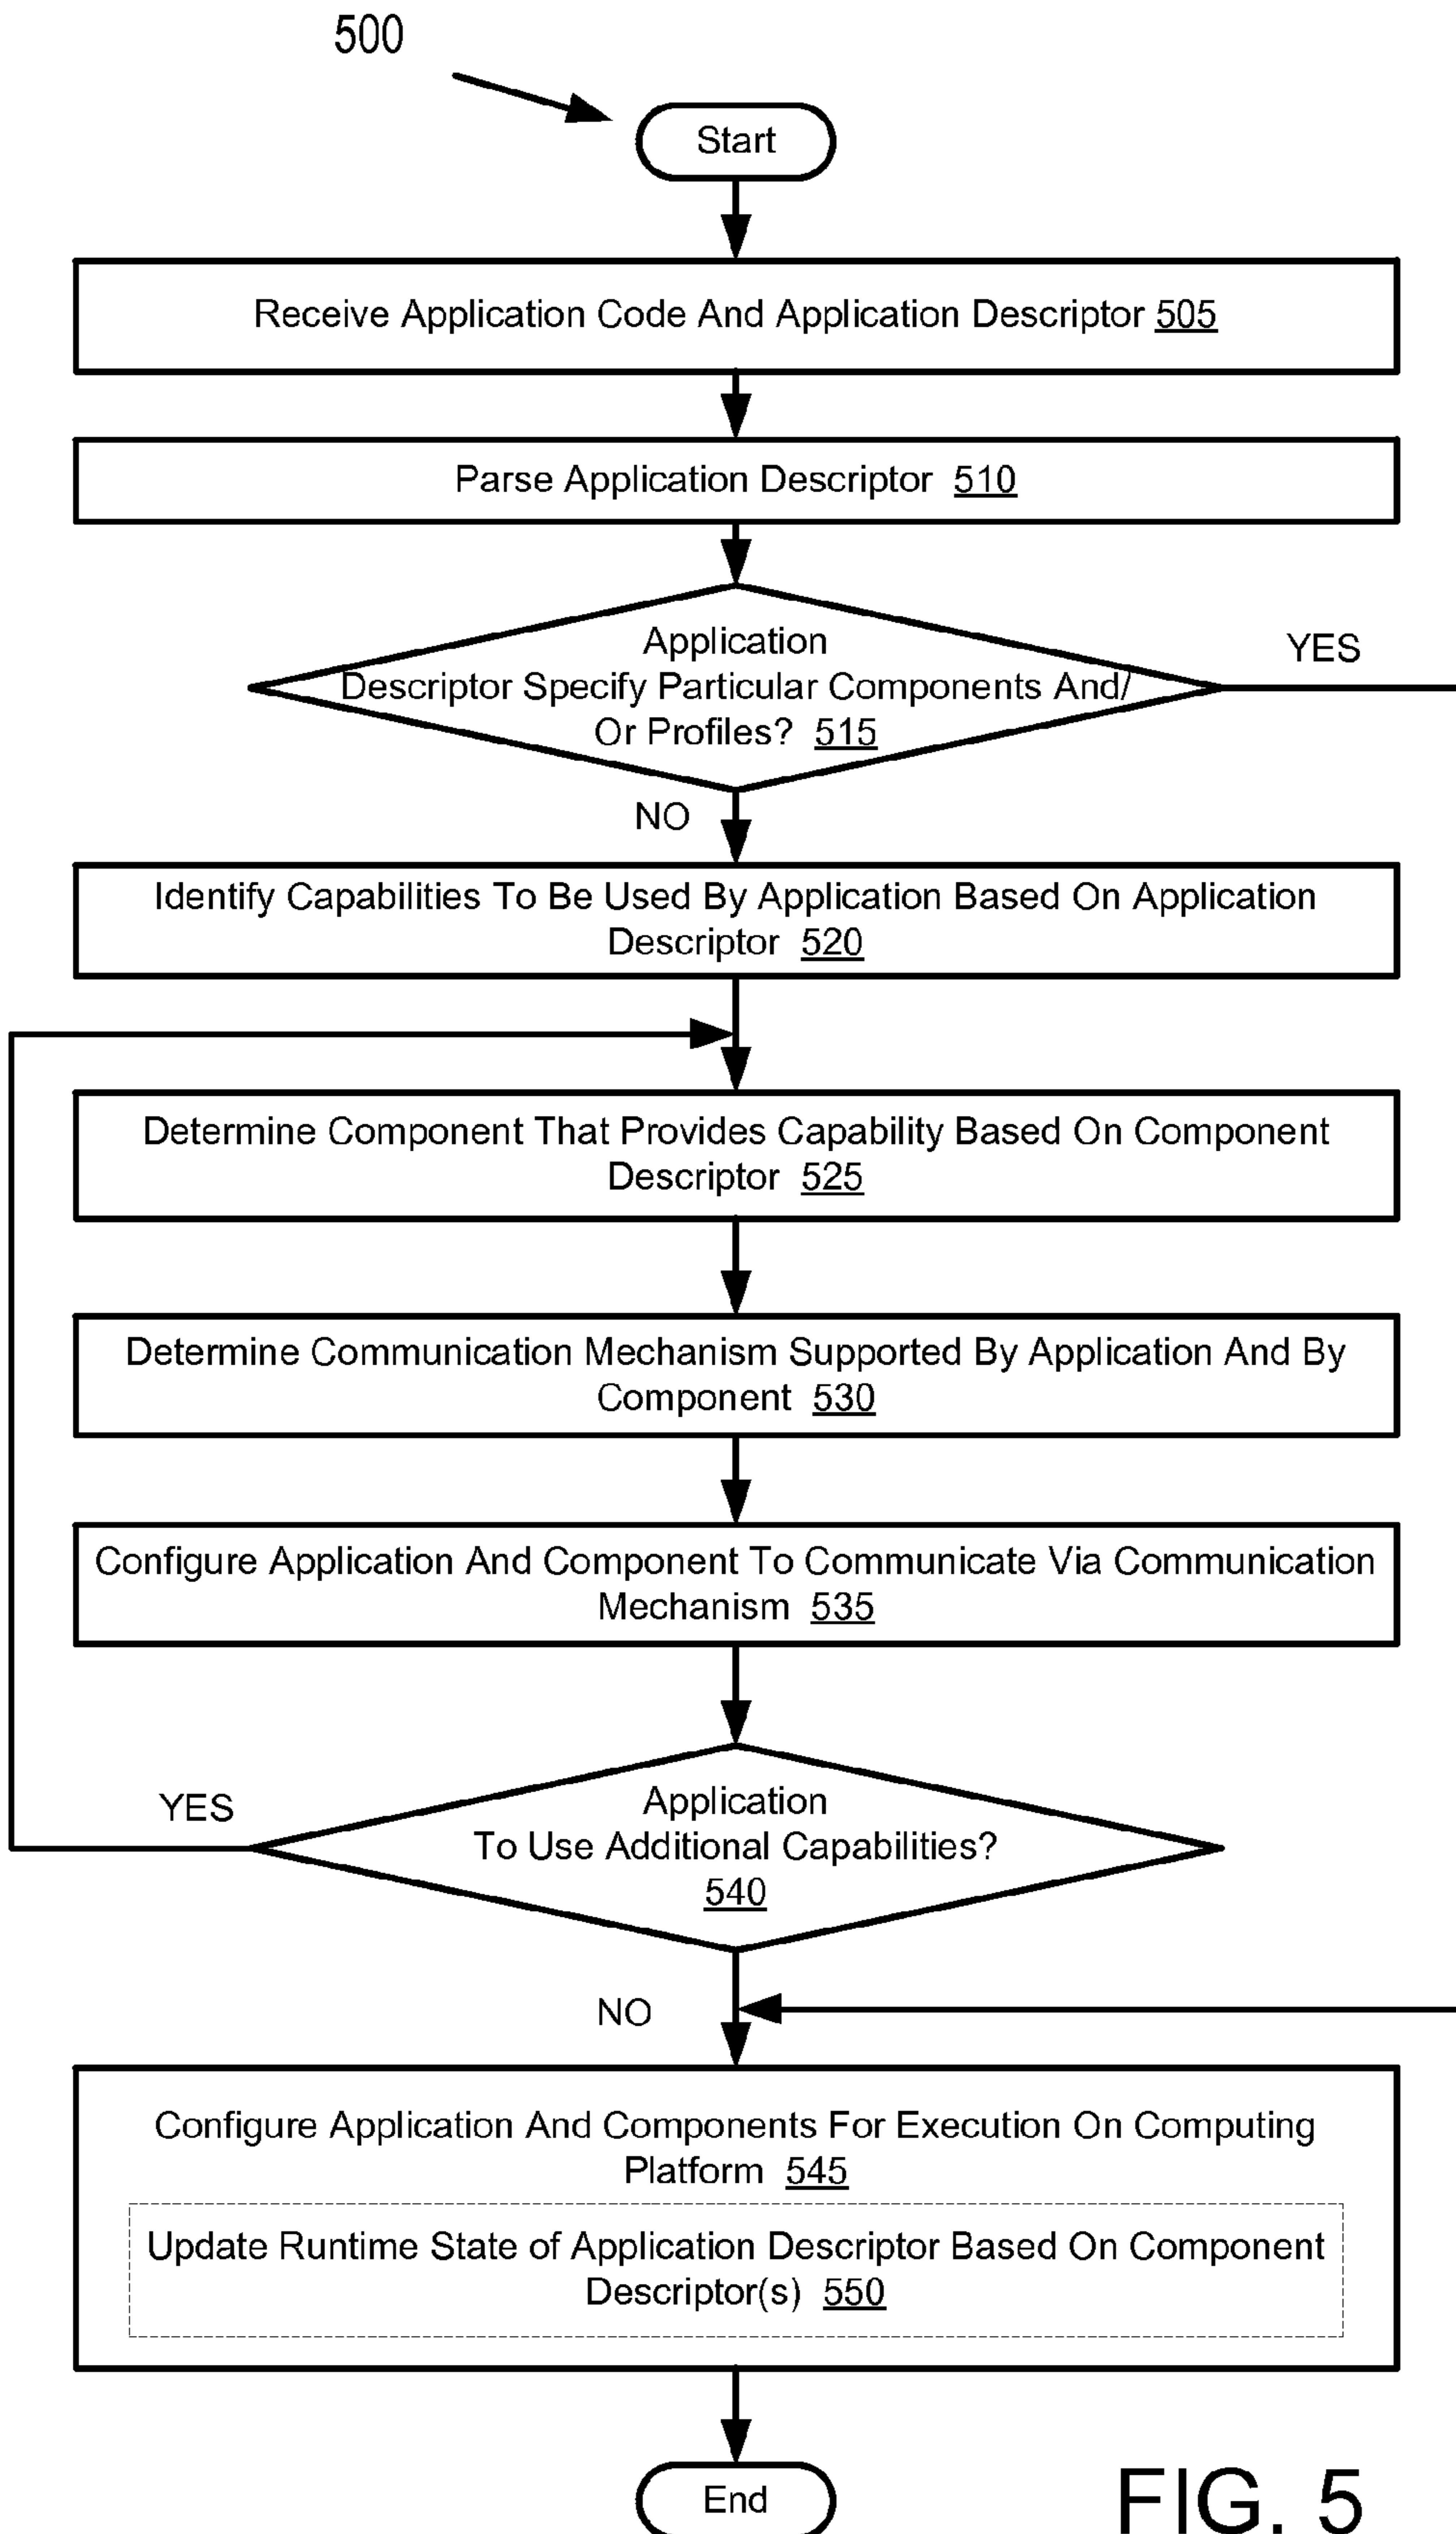 500
Start
Receive Application Code And Application Descriptor 505
Parse Application Descriptor 510
Application
Descriptor Specify Particular Components And/
Or Profiles? 515
YES
NO
Identify Capabilities To Be Used By Application Based On Application
Descriptor 520
Determine Component That Provides Capability Based On Component
Descriptor 525
Determine Communication Mechanism Supported By Application And By
Component 530
Configure Application And Component To Communicate Via Communication
Mechanism 535
YES
Application
To Use Additional Capabilities?
540
NO
Configure Application And Components For Execution On Computing
Platform 545
Update Runtime State of Application Descriptor Based On Component
Descriptor(s) 550
End
FIG. 5